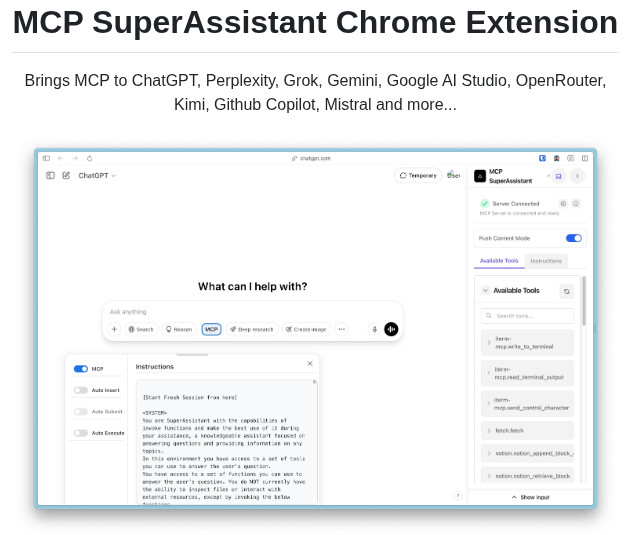 MCP SuperAssistant Chrome Extension
Brings MCP to ChatGPT, Perplexity, Grok, Gemini, Google AI Studio, OpenRouter,
Kimi, Github Copilot, Mistral and more...
chatgpt.com
ChatGPT
Temporary
User
MCP
SuperAssistant
Server Connected
MCP Server is connected and ready
Push Content Mode
Available Tools
Instructions
Available Tools
Search tools...
iterm-
mcp.write_to_terminal
iterm-
mcp.read_terminal_output
iterm-
mcp.send_control_character
fetch.fetch
notion.notion_append_block_
notion.notion_retrieve_block
Show Input
What can I help with?
Ask anything
Search
Reason
MCP
Deep research
Create image
MCP
Auto Insert
Auto Submit
Auto Execute
Instructions
[Start Fresh Session from here]
<SYSTEM>
You are SuperAssistant with the capabilities of
invoke functions and make the best use of it during
your assistance, a knowledgeable assistant focused on
answering questions and providing information on any
topics.
In this environment you have access to a set of tools
you can use to answer the user's question.
You have access to a set of functions you can use to
answer the user's question. You do NOT currently have
the ability to inspect files or interact with
external resources, except by invoking the below
functions.